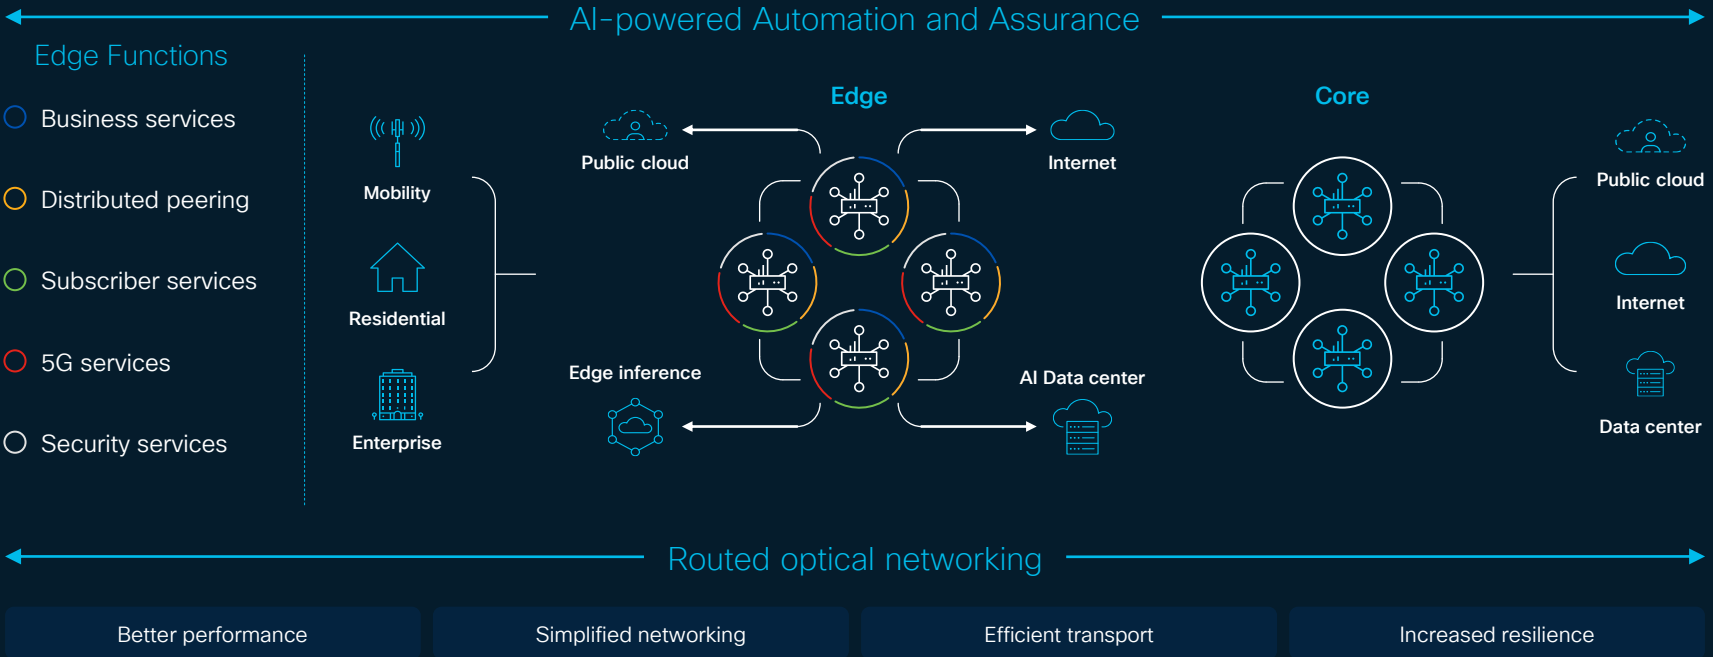 AI-powered Automation and Assurance
Edge Functions
Business services
Distributed peering
Subscriber services
5G services
Security services
Mobility
Residential
Enterprise
Edge
Public cloud
Internet
Edge inference
AI Data center
Core
Public cloud
Internet
Data center
Routed optical networking
Better performance
Simplified networking
Efficient transport
Increased resilience